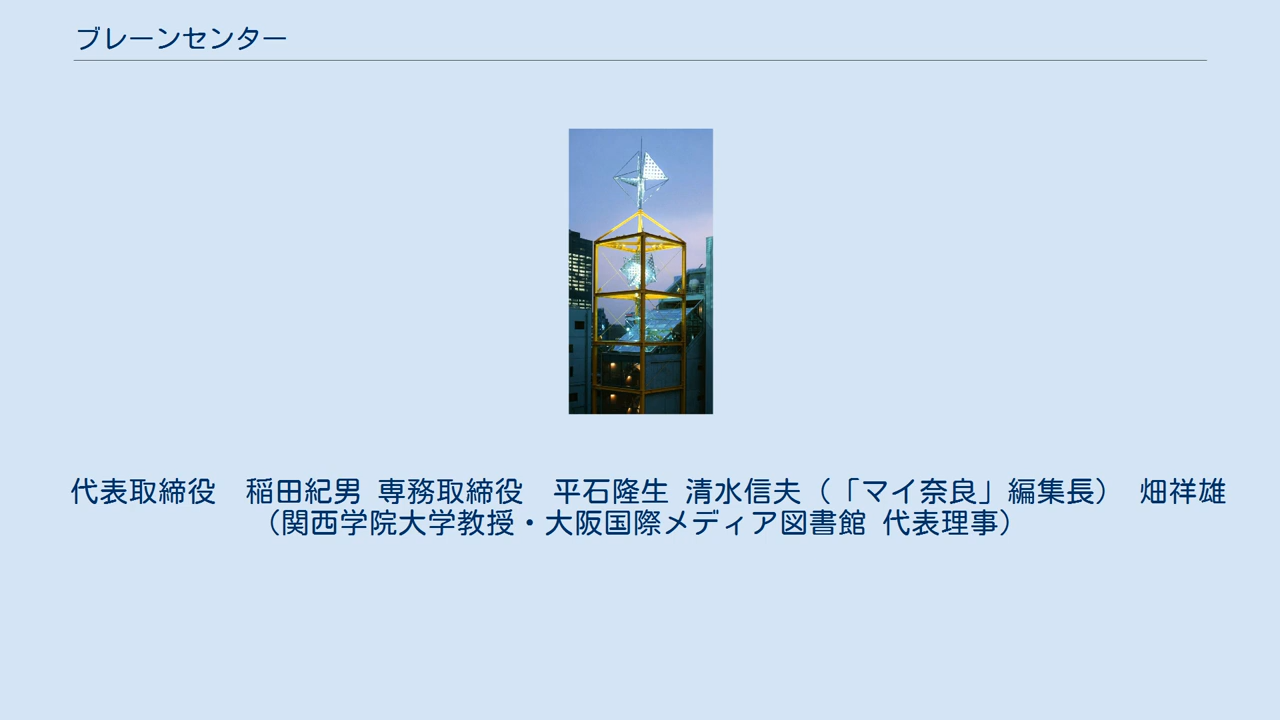 ブレーンセンター
代表取締役　稲田紀男 専務取締役　平石隆生 清水信夫（「マイ奈良」編集長） 畑祥雄
（関西学院大学教授・大阪国際メディア図書館 代表理事）